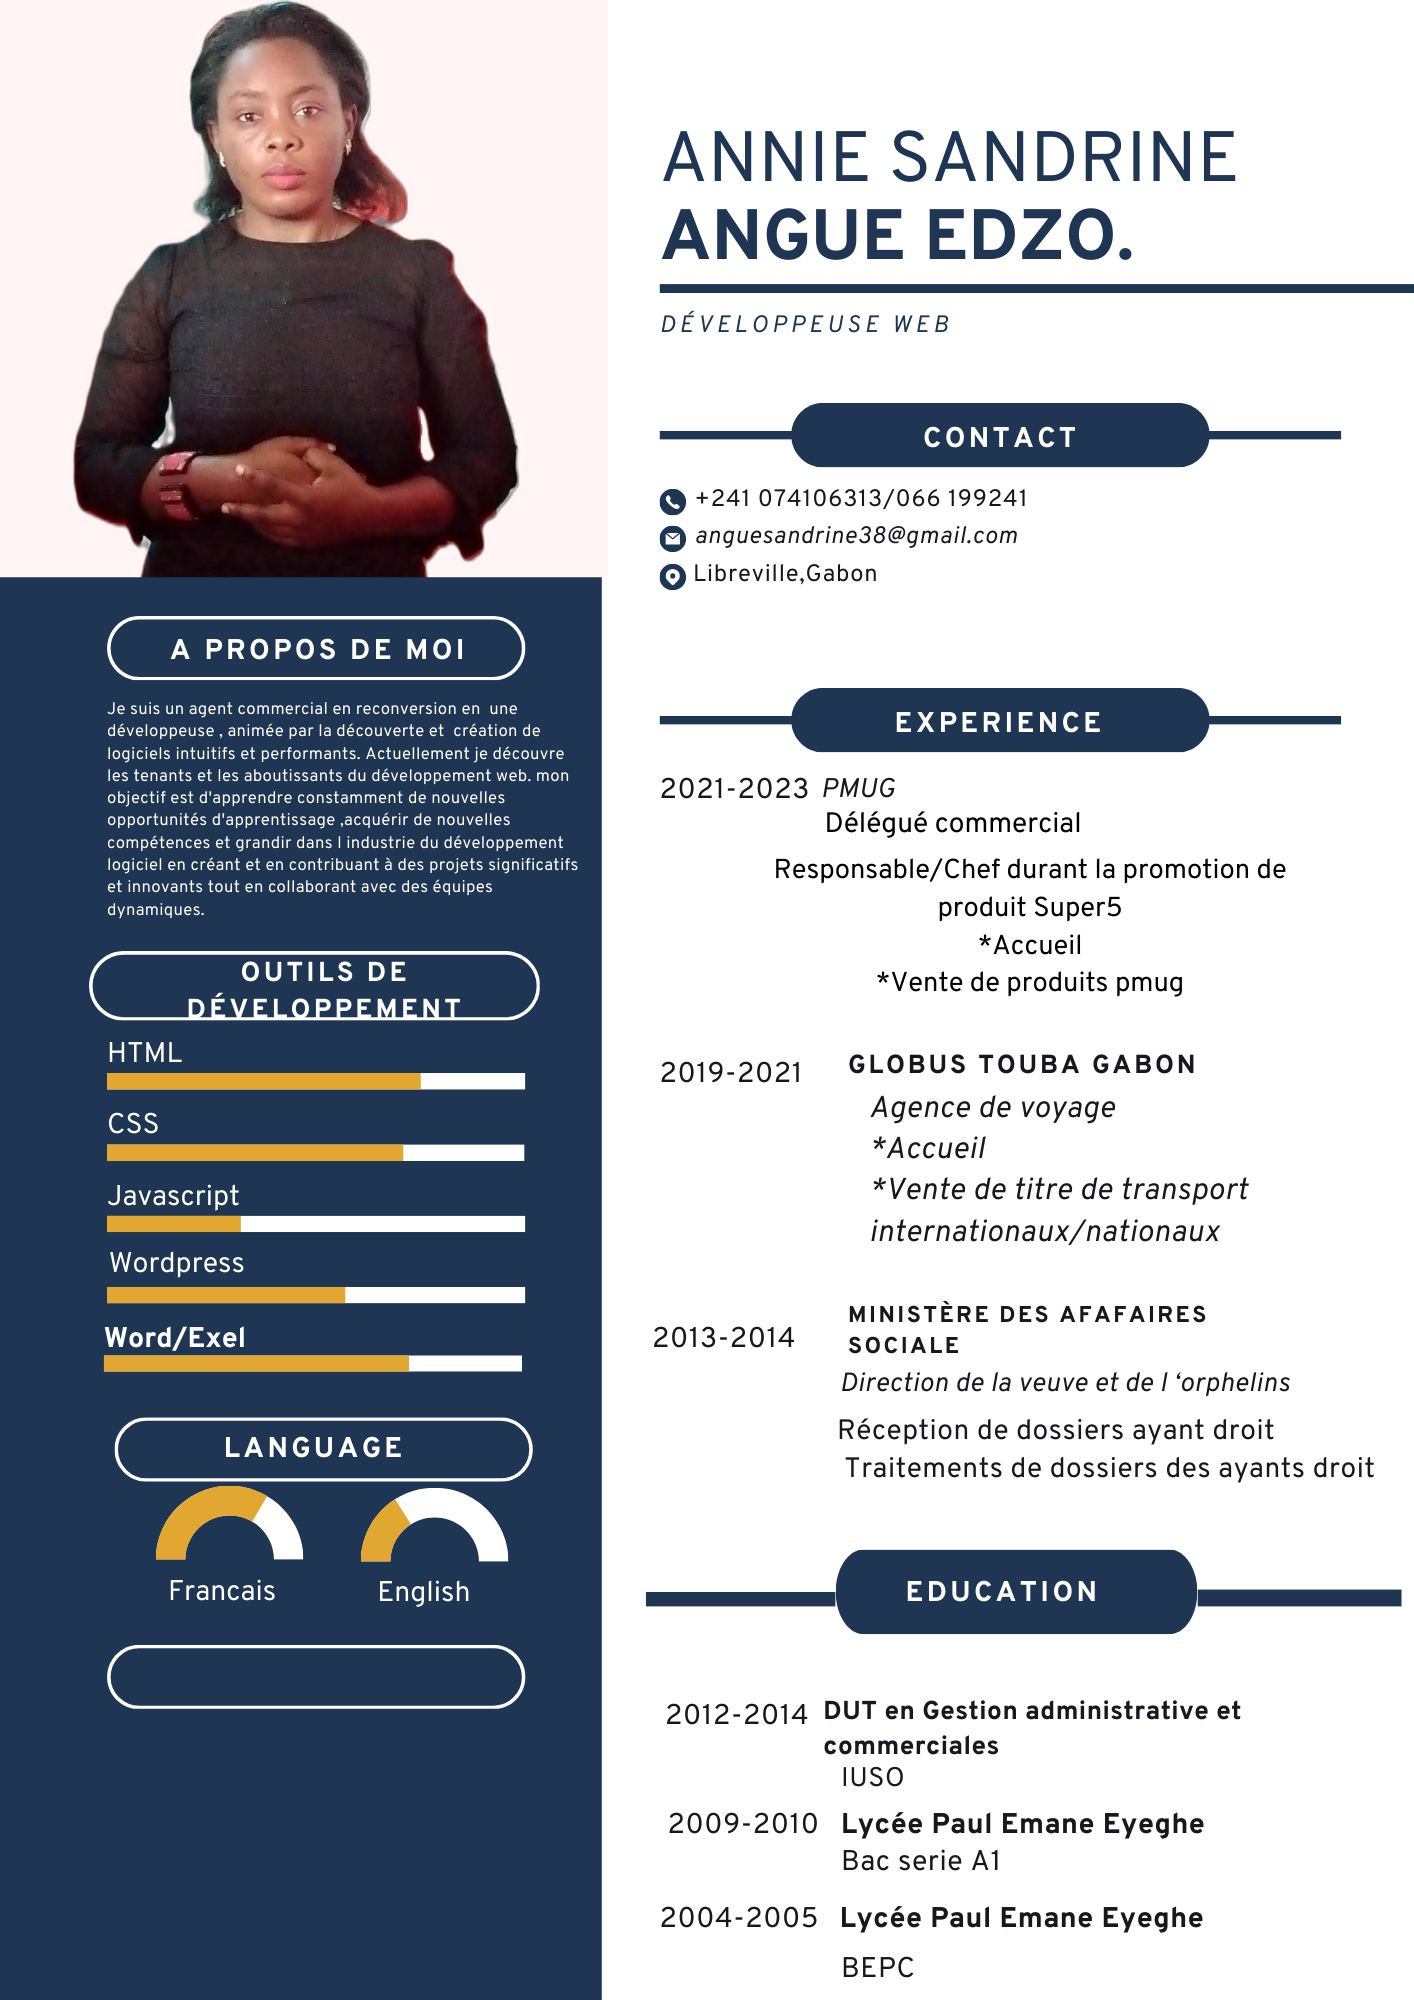 ANNIE SANDRINE
ANGUE EDZO.
DÉVELOPPEUSE WEB
CONTACT
+241 074106313/066 199241
anguesandrine38@gmail.com
Libreville,Gabon
A PROPOS DE MOI
Je suis un agent commercial en reconversion en une
développeuse , animée par la découverte et création de
logiciels intuitifs et performants. Actuellement je découvre
les tenants et les aboutissants du développement web. mon
objectif est d'apprendre constamment de nouvelles
opportunités d'apprentissage ,acquérir de nouvelles
compétences et grandir dans l industrie du développement
logiciel en créant et en contribuant à des projets significatifs
et innovants tout en collaborant avec des équipes
dynamiques.
OUTILS DE
DÉVELOPPEMENT
HTML
CSS
Javascript
Wordpress
Word/Exel
LANGUAGE
Francais
English
EXPERIENCE
2021-2023 PMUG
Délégué commercial
Responsable/Chef durant la promotion de
produit Super5
*Accueil
*Vente de produits pmug
2019-2021 GLOBUS TOUBA GABON
Agence de voyage
*Accueil
*Vente de titre de transport
internationaux/nationaux
2013-2014 MINISTÈRE DES AFAFAIRES
SOCIALE
Direction de la veuve et de l ‘orphelins
Réception de dossiers ayant droit
Traitements de dossiers des ayants droit
EDUCATION
2012-2014 DUT en Gestion administrative et
commerciales
IUSO
2009-2010 Lycée Paul Emane Eyeghe
Bac serie A1
2004-2005 Lycée Paul Emane Eyeghe
BEPC